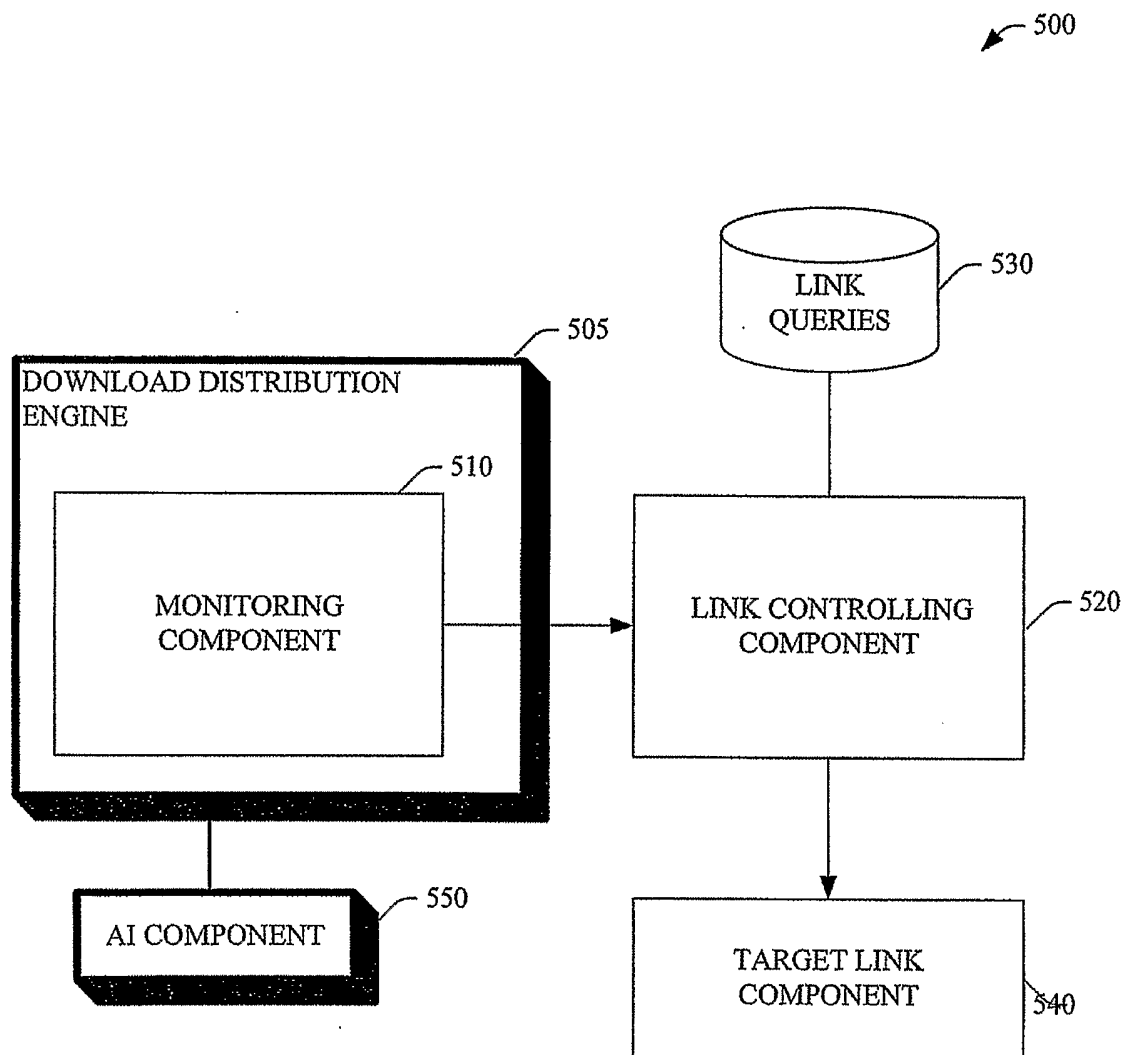 500
LINK
QUERIES
530
505
DOWNLOAD DISTRIBUTION
ENGINE
510
MONITORING
COMPONENT
LINK CONTROLLING
COMPONENT
520
550
AI COMPONENT
TARGET LINK
COMPONENT
540